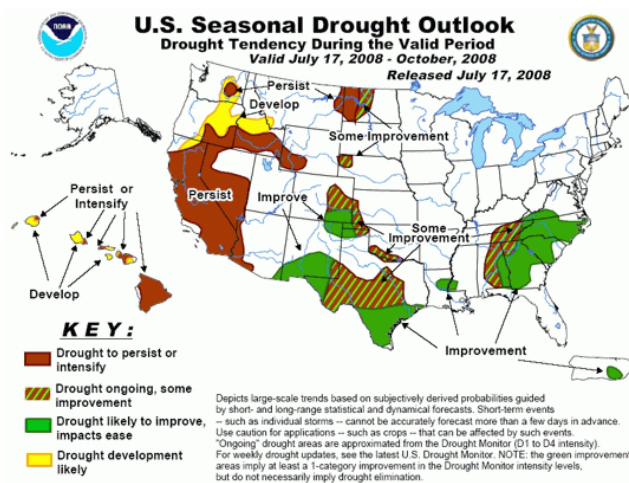 U.S. Seasonal Drought Outlook
Drought Tendency During the Valid Period
Valid July 17, 2008 - October, 2008
Released July 17, 2008
NOAA
Persist
Develop
Some Improvement
Persist or
Intensify
Persist
Improve
Some
Improvement
Develop
Improvement
KEY:
Drought to persist or
intensify
Drought ongoing, some
improvement
Drought likely to improve,
impacts ease
Drought development
likely
Depicts large-scale trends based on subjectively derived probabilities guided
by short- and long-range statistical and dynamical forecasts. Short-term events
-- such as individual storms -- cannot be accurately forecast more than a few days in advance.
Use caution for applications -- such as crops -- that can be affected by such events.
"Ongoing" drought areas are approximated from the Drought Monitor (D1 to D4 intensity).
For weekly drought updates, see the latest U.S. Drought Monitor. NOTE: the green improvement
areas imply at least a 1-category improvement in the Drought Monitor intensity levels,
but do not necessarily imply drought elimination.